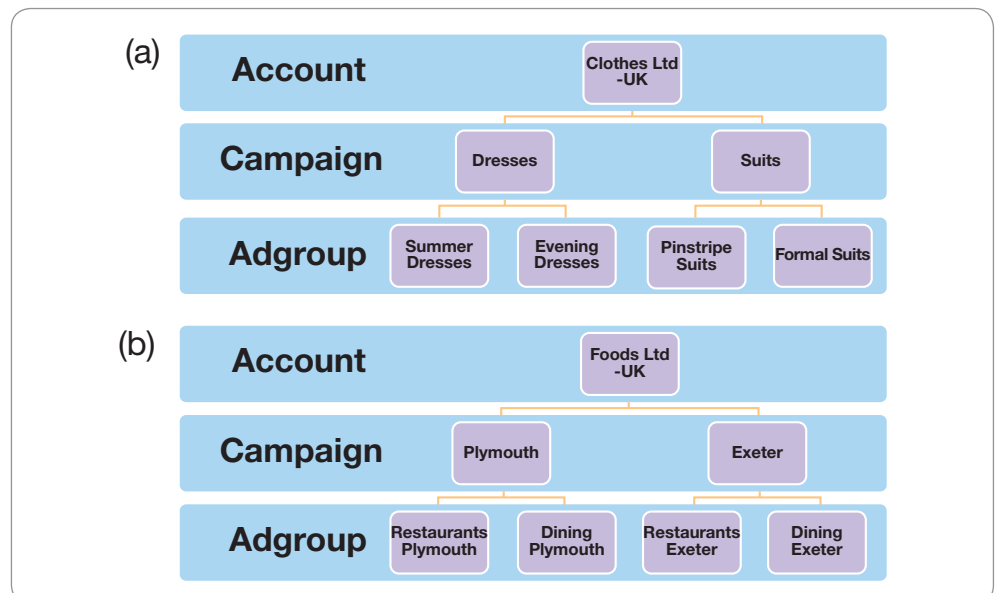 (a)
Account
Clothes Ltd
-UK
Campaign
Dresses
Suits
Adgroup
Summer
Dresses
Evening
Dresses
Pinstripe
Suits
Formal Suits
(b)
Account
Foods Ltd
-UK
Campaign
Plymouth
Exeter
Adgroup
Restaurants
Plymouth
Dining
Plymouth
Restaurants
Exeter
Dining
Exeter